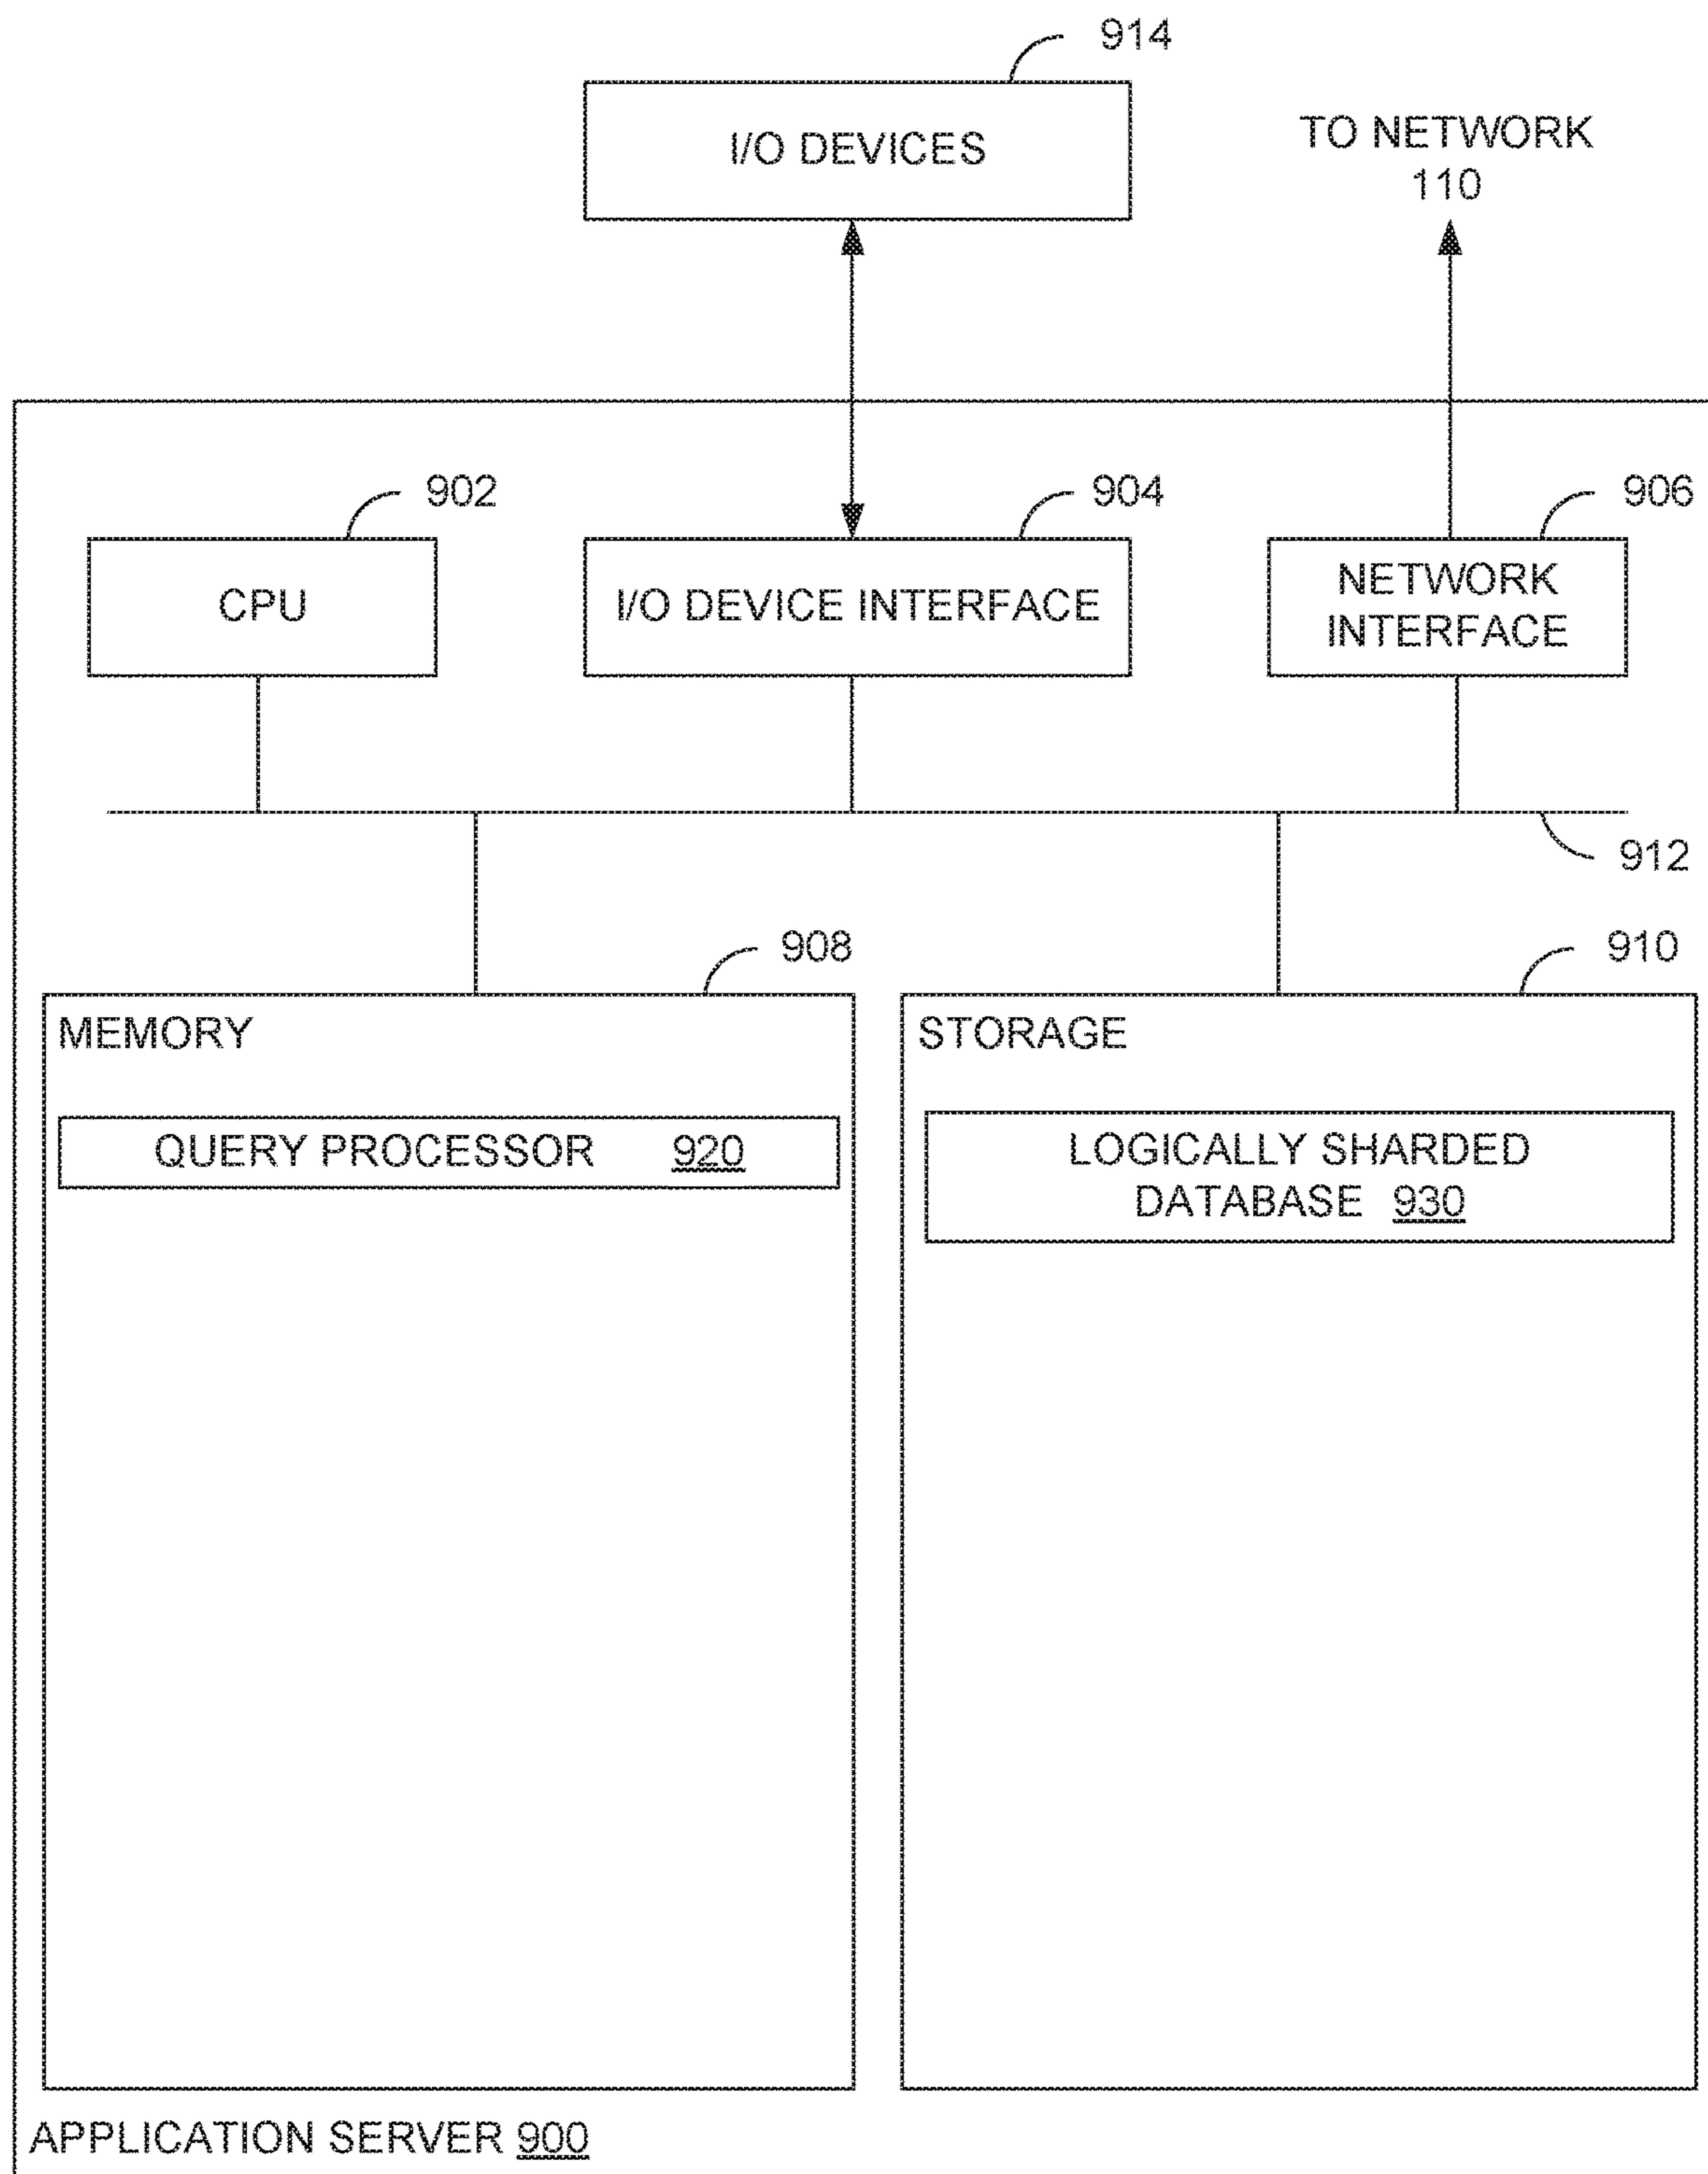 914
I/O DEVICES
TO NETWORK
110
902
904
906
CPU
I/O DEVICE INTERFACE
NETWORK
INTERFACE
912
908
910
MEMORY
STORAGE
QUERY PROCESSOR 920
LOGICALLY SHARDED
DATABASE 930
APPLICATION SERVER 900